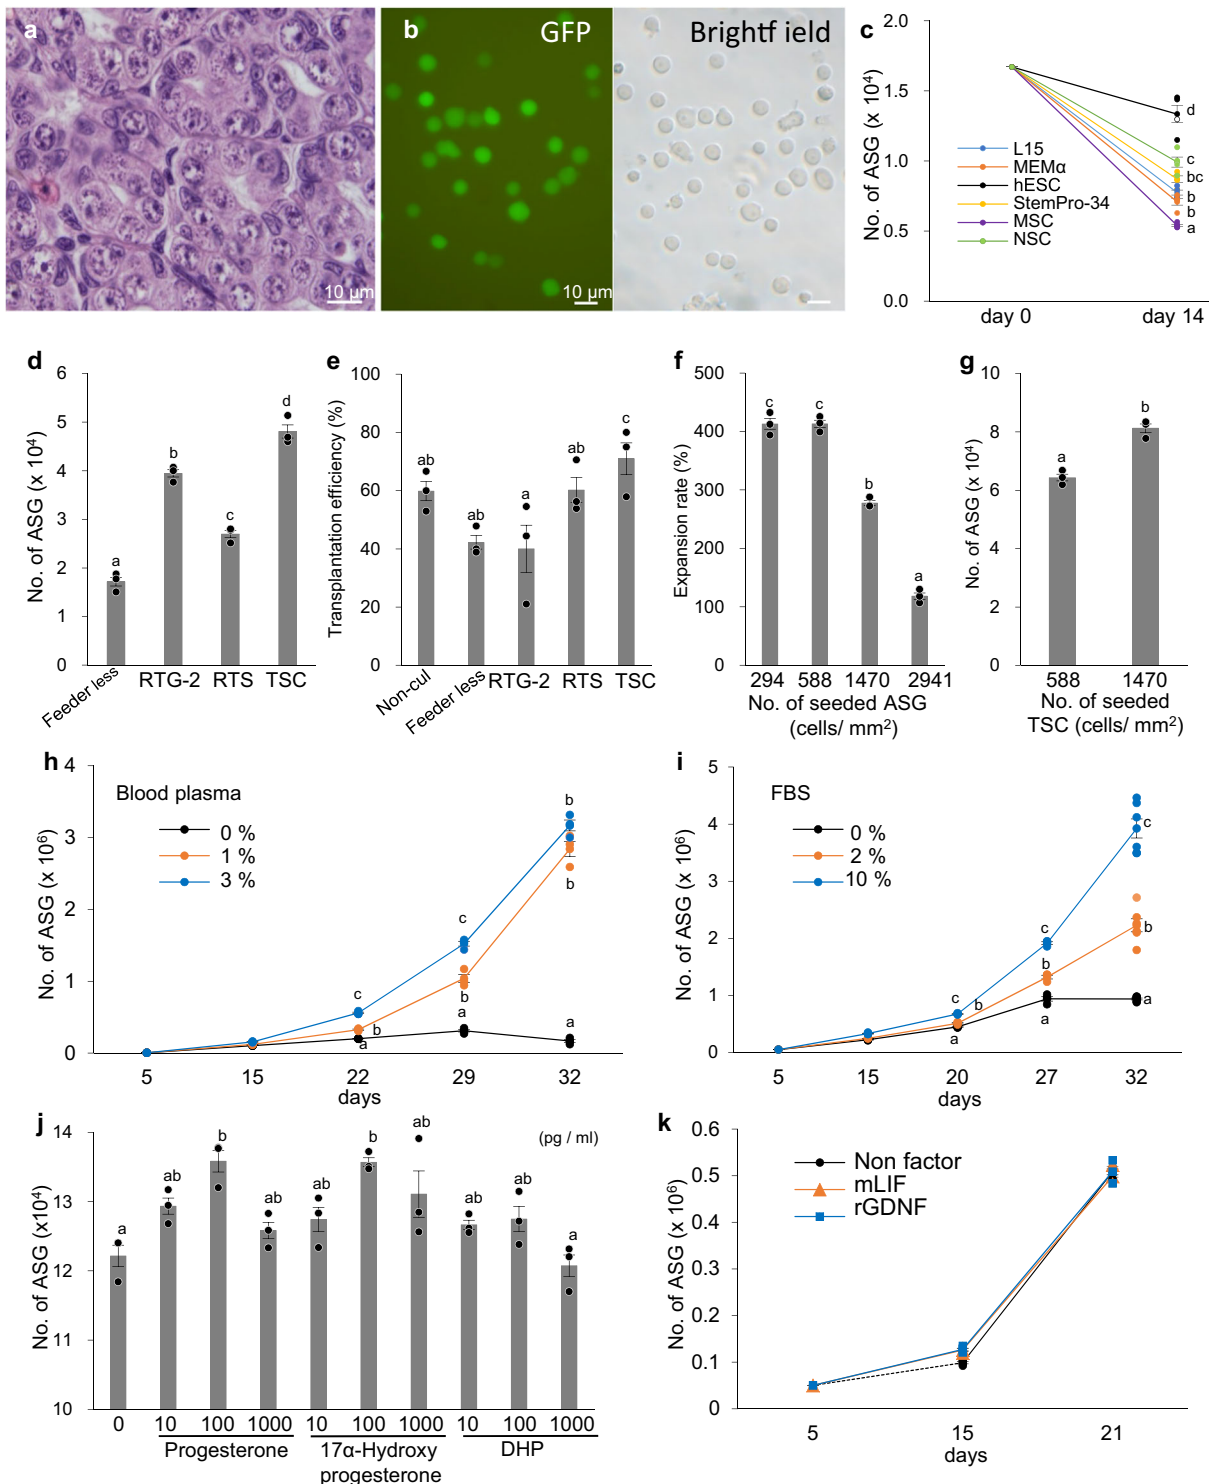 a
10 µm
b
GFP
Brightf ield
10 µm
c
No. of ASG (x 10⁴)
2.0
1.5
1.0
0.5
0.0
L15
MEMα
hESC
StemPro-34
MSC
NSC
d
c
bc
b
b
a
day 0
day 14
d
No. of ASG (x 10⁴)
6
5
4
3
2
1
0
a
b
c
d
Feeder less
RTG-2
RTS
TSC
e
Transplantation efficiency (%)
100
80
60
40
20
0
ab
ab
a
ab
c
Non-cul
Feeder less
RTG-2
RTS
TSC
f
Expansion rate (%)
500
400
300
200
100
0
c
c
b
a
294 588 1470 2941
No. of seeded ASG
(cells/ mm²)
g
No. of ASG (x 10⁴)
10
8
6
4
2
0
a
b
588 1470
No. of seeded
TSC (cells/ mm²)
h
Blood plasma
0 %
1 %
3 %
No. of ASG (x 10⁶)
4
3
2
1
0
c
b
a
c
b
a
b
b
a
5 15 22 29 32
days
i
FBS
0 %
2 %
10 %
No. of ASG (x 10⁶)
5
4
3
2
1
0
c
b
a
c
b
a
c
b
a
5 15 20 27 32
days
j
(pg / ml)
No. of ASG (x10⁴)
14
13
12
11
10
a
ab
b
ab
ab
b
ab
ab
ab
a
0 10 100 1000 10 100 1000 10 100 1000
Progesterone
17α-Hydroxy
progesterone
DHP
k
Non factor
mLIF
rGDNF
No. of ASG (x 10⁶)
0.6
0.5
0.4
0.3
0.2
0.1
0
5 15 21
days